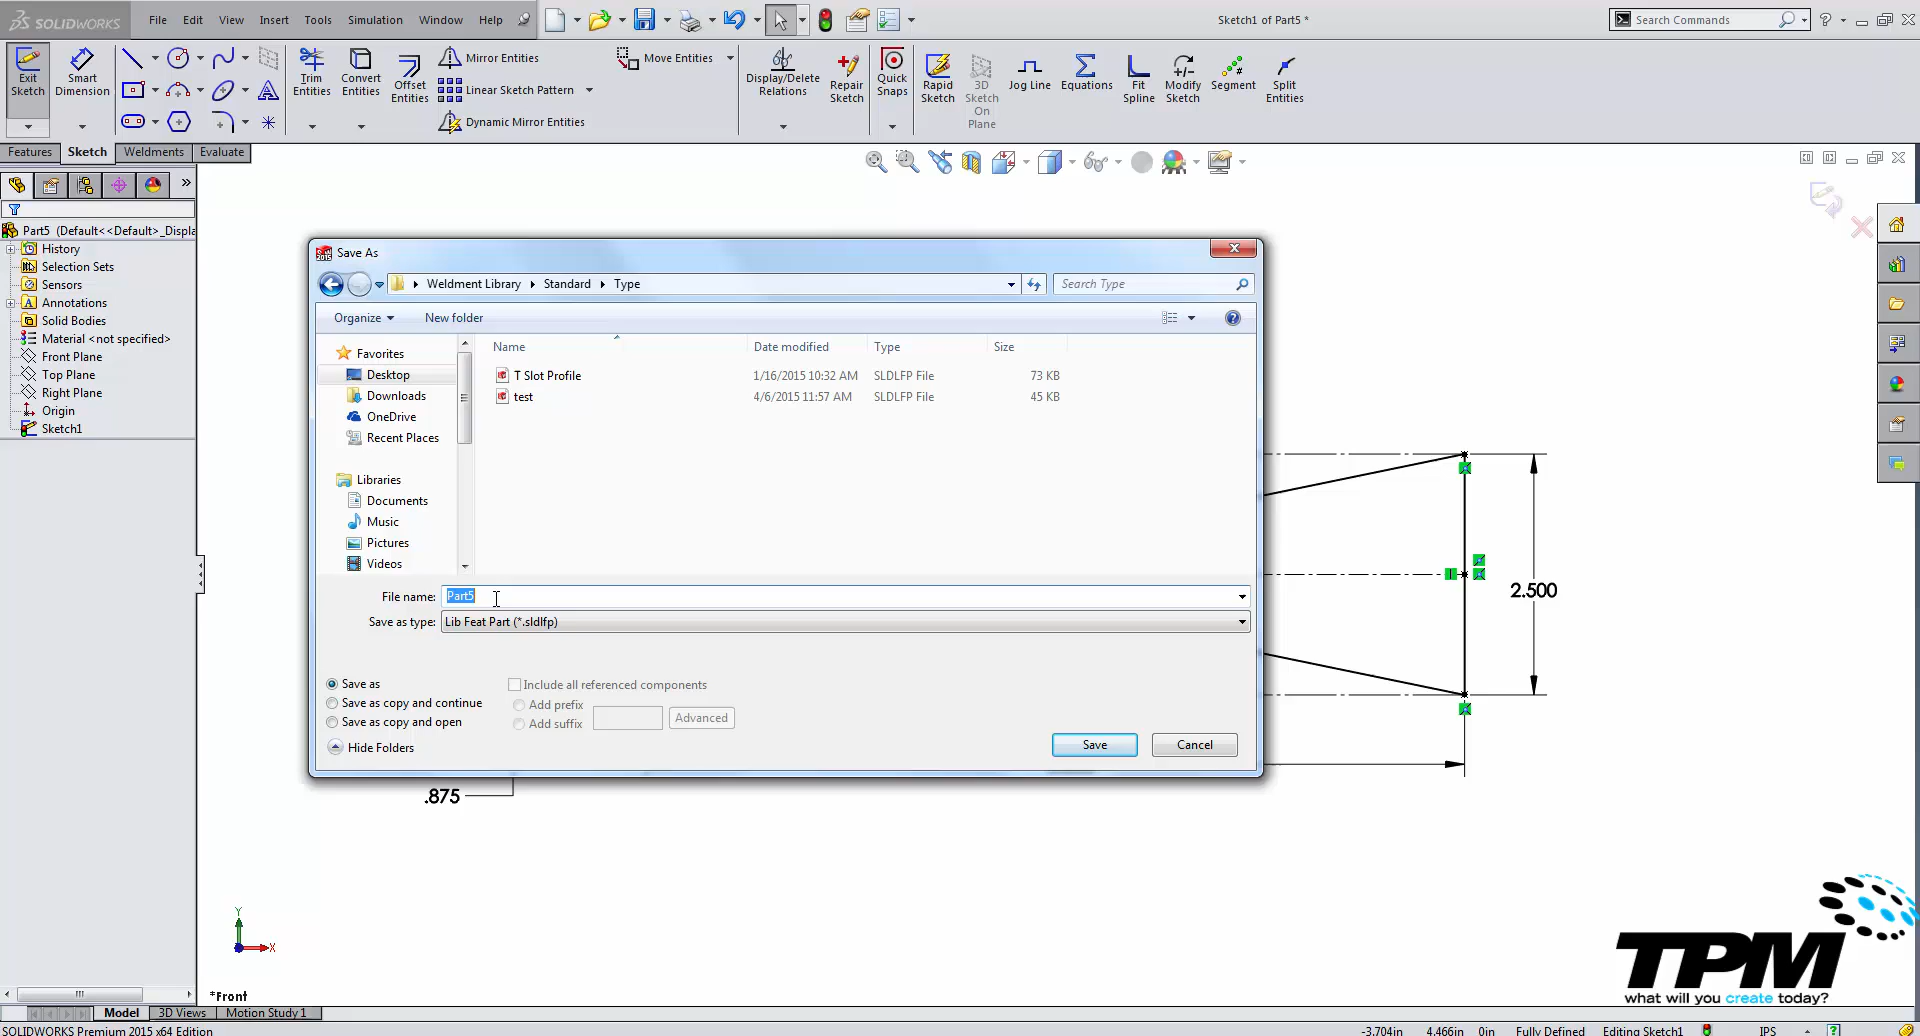 SOLIDWORKS
File Edit View Insert Tools Simulation Window Help
Sketch1 of Part5 *
Search Commands
Exit Sketch
Smart Dimension
Trim Entities
Convert Entities
Offset Entities
Mirror Entities
Linear Sketch Pattern
Dynamic Mirror Entities
Move Entities
Display/Delete Relations
Repair Sketch
Quick Snaps
Rapid Sketch
3D Sketch On Plane
Jog Line
Equations
Fit Spline
Modify Sketch
Segment
Split Entities
Features Sketch Weldments Evaluate
Part5 (Default<<Default>_Displa
History
Selection Sets
Sensors
Annotations
Solid Bodies
Material <not specified>
Front Plane
Top Plane
Right Plane
Origin
Sketch1
Save As
Weldment Library Standard Type
Search Type
Organize New folder
Favorites
Desktop
Downloads
OneDrive
Recent Places
Libraries
Documents
Music
Pictures
Videos
Name Date modified Type Size
T Slot Profile 1/16/2015 10:32 AM SLDLFP File 73 KB
test 4/6/2015 11:57 AM SLDLFP File 45 KB
File name: Part5
Save as type: Lib Feat Part (*.sldlfp)
Save as
Save as copy and continue
Save as copy and open
Include all referenced components
Add prefix
Add suffix
Advanced
Hide Folders
Save Cancel
2.500
.875
Y
X
*Front
TPM
what will you create today?
Model 3D Views Motion Study 1
SOLIDWORKS Premium 2015 x64 Edition
-3.704in 4.466in 0in Fully Defined Editing Sketch1 IPS